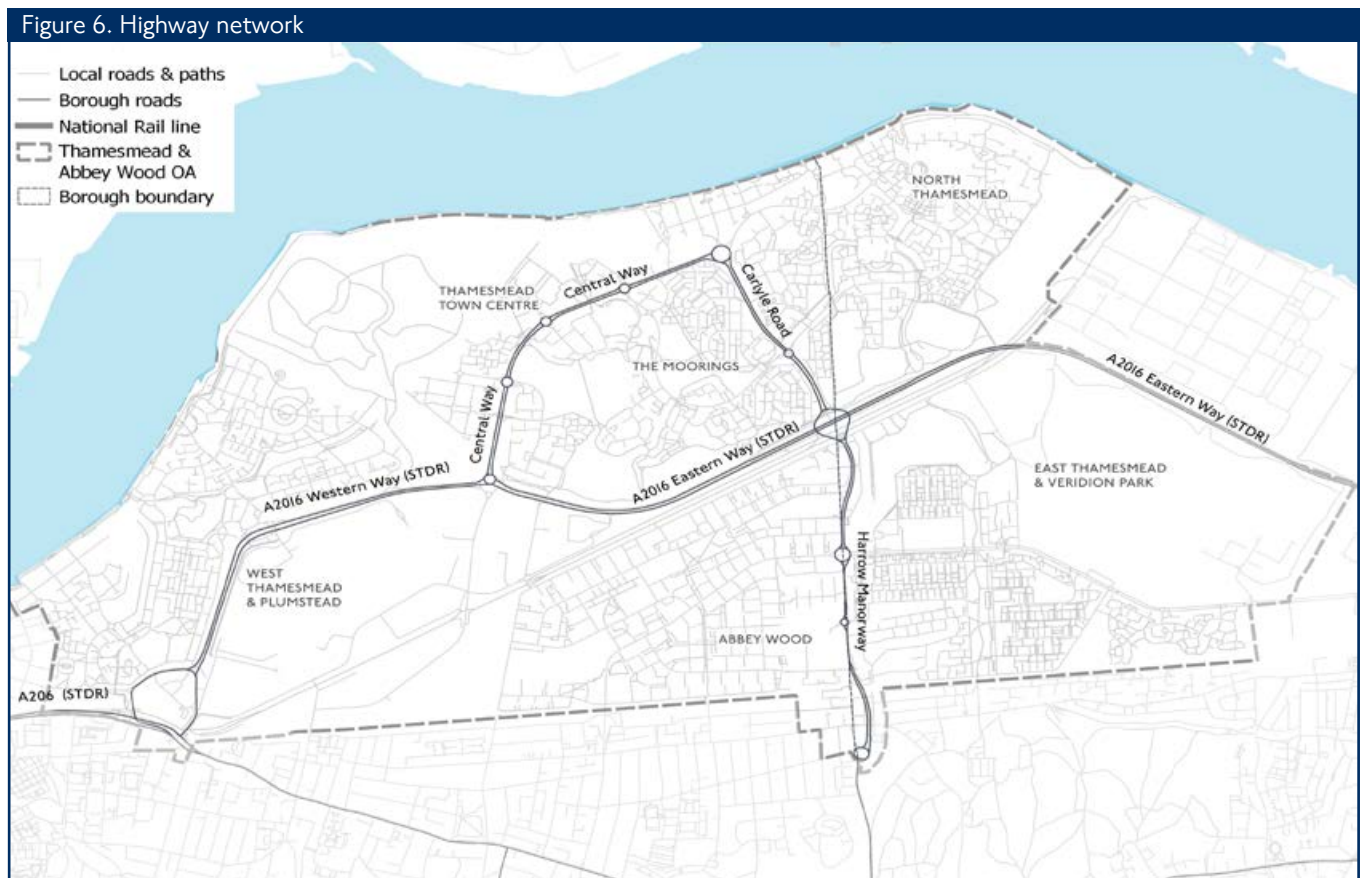 Figure 6. Highway network
Local roads & paths
Borough roads
National Rail line
Thamesmead &
Abbey Wood OA
Borough boundary
NORTH
THAMESMEAD
THAMESMEAD
TOWN CENTRE
Central Way
Carlyle Road
THE MOORINGS
Central Way
A2016 Eastern Way (STDR)
A2016 Western Way (STDR)
A2016 Eastern Way (STDR)
EAST THAMESMEAD
& VERIDION PARK
WEST
THAMESMEAD
& PLUMSTEAD
Harrow Manorway
ABBEY WOOD
A206 (STDR)